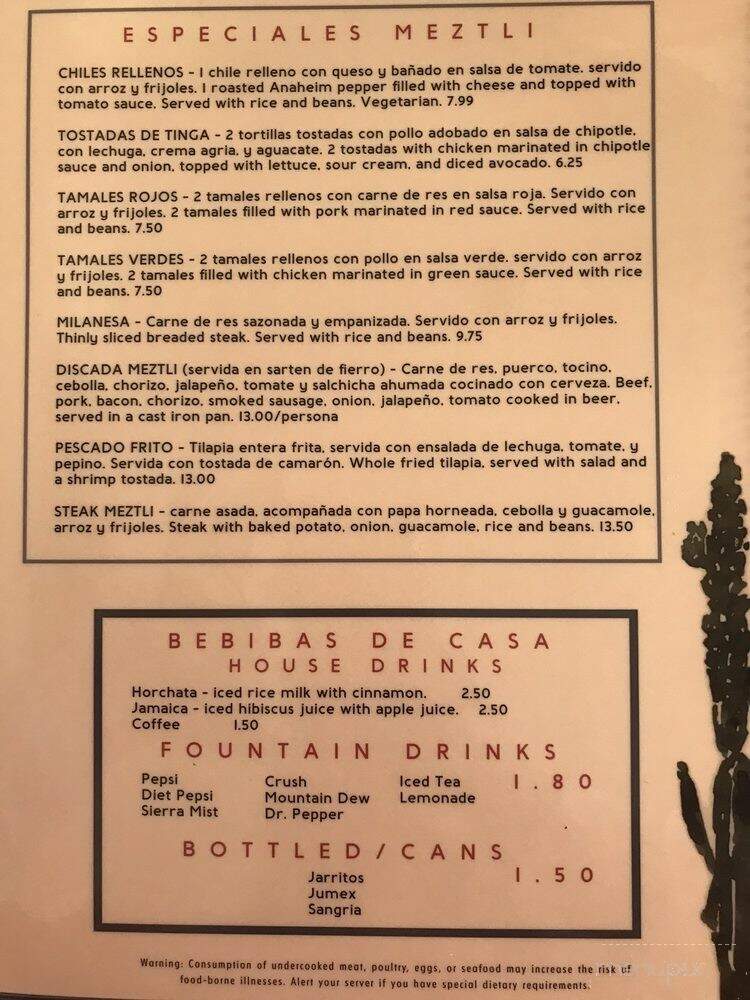 ESPECIALES MEZTLI
CHILES RELLENOS - 1 chile relleno con queso y bañado en salsa de tomate. servido
con arroz y frijoles. 1 roasted Anaheim pepper filled with cheese and topped with
tomato sauce. Served with rice and beans. Vegetarian. 7.99
TOSTADAS DE TINGA - 2 tortillas tostadas con pollo adobado en salsa de chipotle,
con lechuga, crema agria, y aguacate. 2 tostadas with chicken marinated in chipotle
sauce and onion, topped with lettuce, sour cream, and diced avocado. 6.25
TAMALES ROJOS - 2 tamales rellenos con carne de res en salsa roja. Servido con
arroz y frijoles. 2 tamales filled with pork marinated in red sauce. Served with rice
and beans. 7.50
TAMALES VERDES - 2 tamales rellenos con pollo en salsa verde. servido con arroz
y frijoles. 2 tamales filled with chicken marinated in green sauce. Served with rice
and beans. 7.50
MILANESA - Carne de res sazonada y empanizada. Servido con arroz y frijoles.
Thinly sliced breaded steak. Served with rice and beans. 9.75
DISCADA MEZTLI (servida en sarten de fierro) - Carne de res, puerco, tocino,
cebolla, chorizo, jalapeño, tomate y salchicha ahumada cocinado con cerveza. Beef,
pork, bacon, chorizo, smoked sausage, onion, jalapeño, tomato cooked in beer.
served in a cast iron pan. 13.00/persona
PESCADO FRITO - Tilapia entera frita, servida con ensalada de lechuga, tomate, y
pepino. Servida con tostada de camarón. Whole fried tilapia, served with salad and
a shrimp tostada. 13.00
STEAK MEZTLI - carne asada, acompañada con papa horneada, cebolla y guacamole,
arroz y frijoles. Steak with baked potato, onion, guacamole, rice and beans. 13.50
BEBIBAS DE CASA
HOUSE DRINKS
Horchata - iced rice milk with cinnamon. 2.50
Jamaica - iced hibiscus juice with apple juice. 2.50
Coffee 1.50
FOUNTAIN DRINKS
Pepsi Crush Iced Tea 1.80
Diet Pepsi Mountain Dew Lemonade
Sierra Mist Dr. Pepper
BOTTLED/CANS
Jarritos 1.50
Jumex
Sangria
Warning: Consumption of undercooked meat, poultry, eggs, or seafood may increase the risk of
food-borne illnesses. Alert your server if you have special dietary requirements.